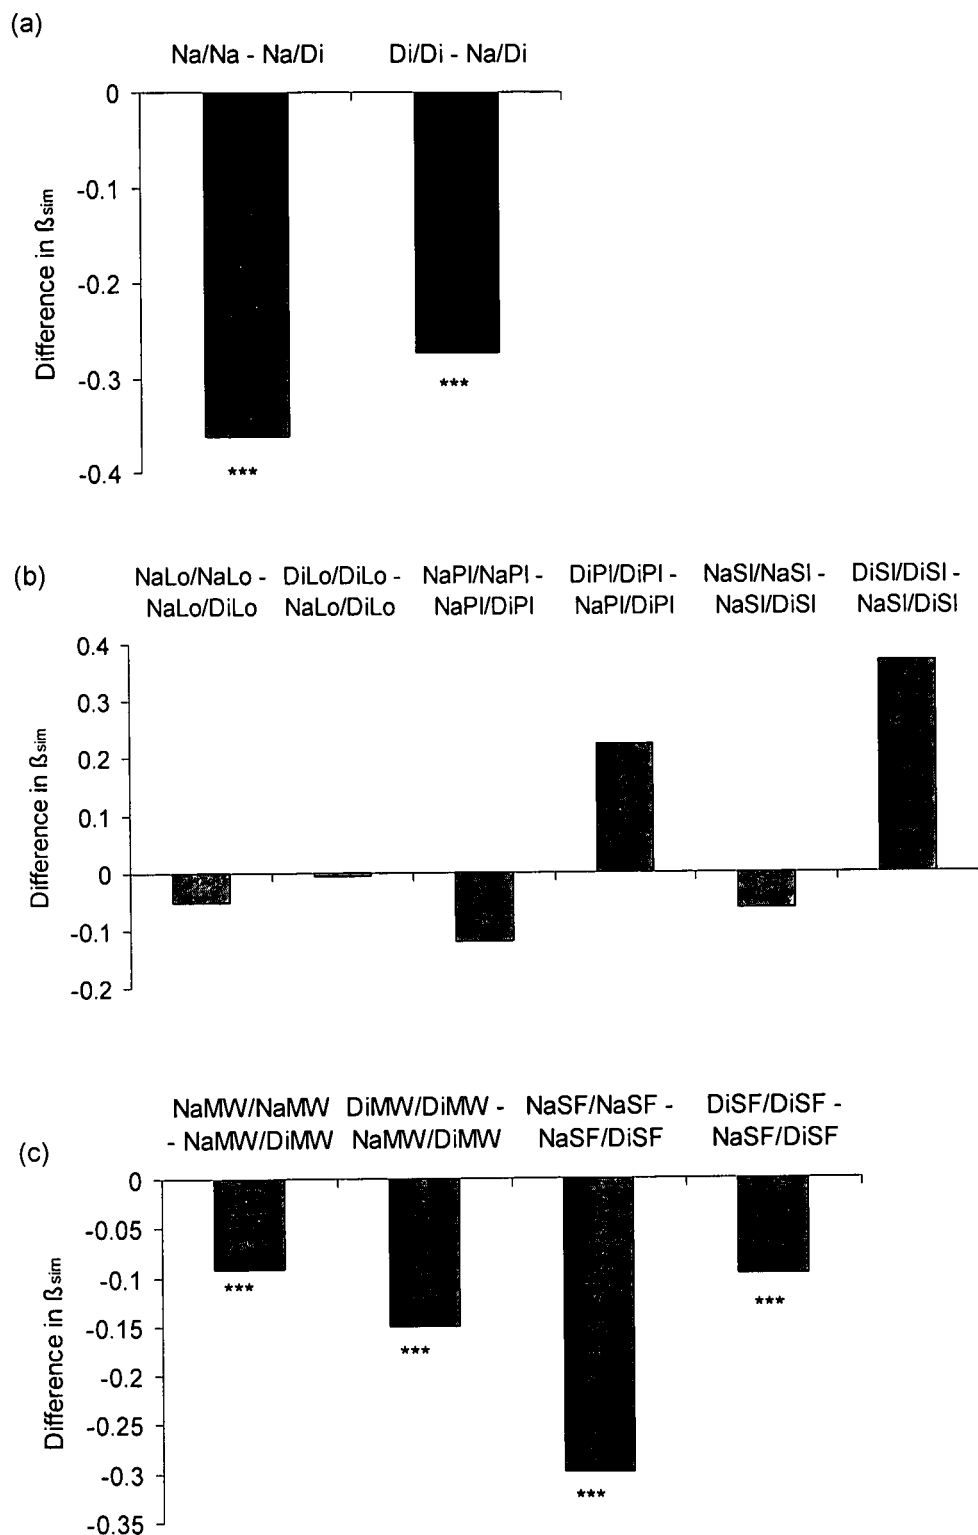 (a)
Na/Na - Na/Di
Di/Di - Na/Di
0
-0.1
-0.2
-0.3
-0.4
Difference in ßsim
***
***
(b)
NaLo/NaLo -
NaLo/DiLo
DiLo/DiLo -
NaLo/DiLo
NaPl/NaPl -
NaPl/DiPl
DiPl/DiPl -
NaPl/DiPl
NaSl/NaSl -
NaSl/DiSl
DiSl/DiSl -
NaSl/DiSl
0.4
0.3
0.2
0.1
0
-0.1
-0.2
Difference in ßsim
(c)
NaMW/NaMW
- NaMW/DiMW
DiMW/DiMW -
NaMW/DiMW
NaSF/NaSF -
NaSF/DiSF
DiSF/DiSF -
NaSF/DiSF
0
-0.05
-0.1
-0.15
-0.2
-0.25
-0.3
-0.35
Difference in ßsim
***
***
***
***